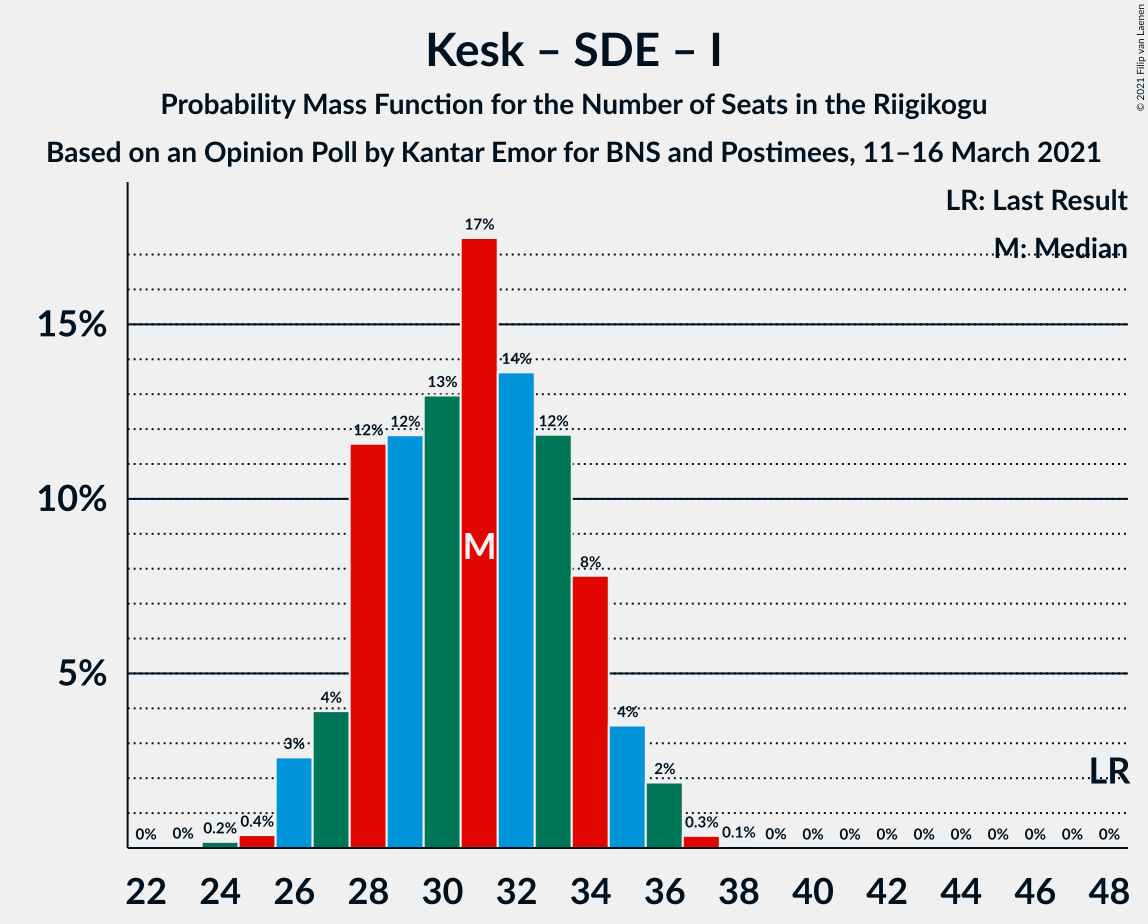 Kesk – SDE – I
Probability Mass Function for the Number of Seats in the Riigikogu
Based on an Opinion Poll by Kantar Emor for BNS and Postimees, 11–16 March 2021
© 2021 Filip van Laenen
LR: Last Result
M: Median
15%
10%
5%
0% 0% 0.2% 0.4% 3% 4% 12% 12% 13% 17% 14% 12% 8% 4% 2% 0.3% 0.1% 0% 0% 0% 0% 0% 0% 0% 0% 0% 0%
M
LR
22 24 26 28 30 32 34 36 38 40 42 44 46 48